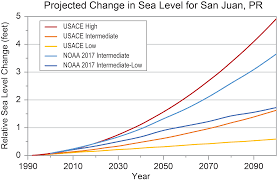 Projected Change in Sea Level for San Juan, PR
Relative Sea Level Change (feet)
5
4
3
2
1
0
USACE High
USACE Intermediate
USACE Low
NOAA 2017 Intermediate
NOAA 2017 Intermediate-Low
1990 2010 2030 2050 2070 2090
Year